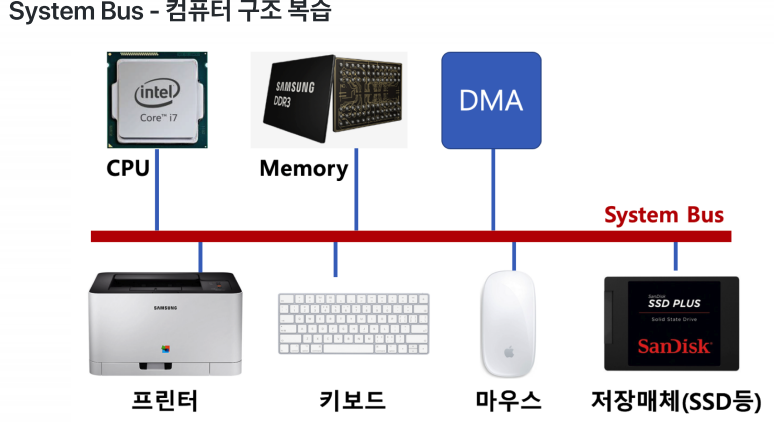 System Bus - 컴퓨터 구조 복습
intel
Core™ i7
SAMSUNG
DDR3
DMA
CPU
Memory
System Bus
SAMSUNG
SanDisk
SSD PLUS
Solid State Drive
SanDisk
프린터
키보드
마우스
저장매체(SSD등)